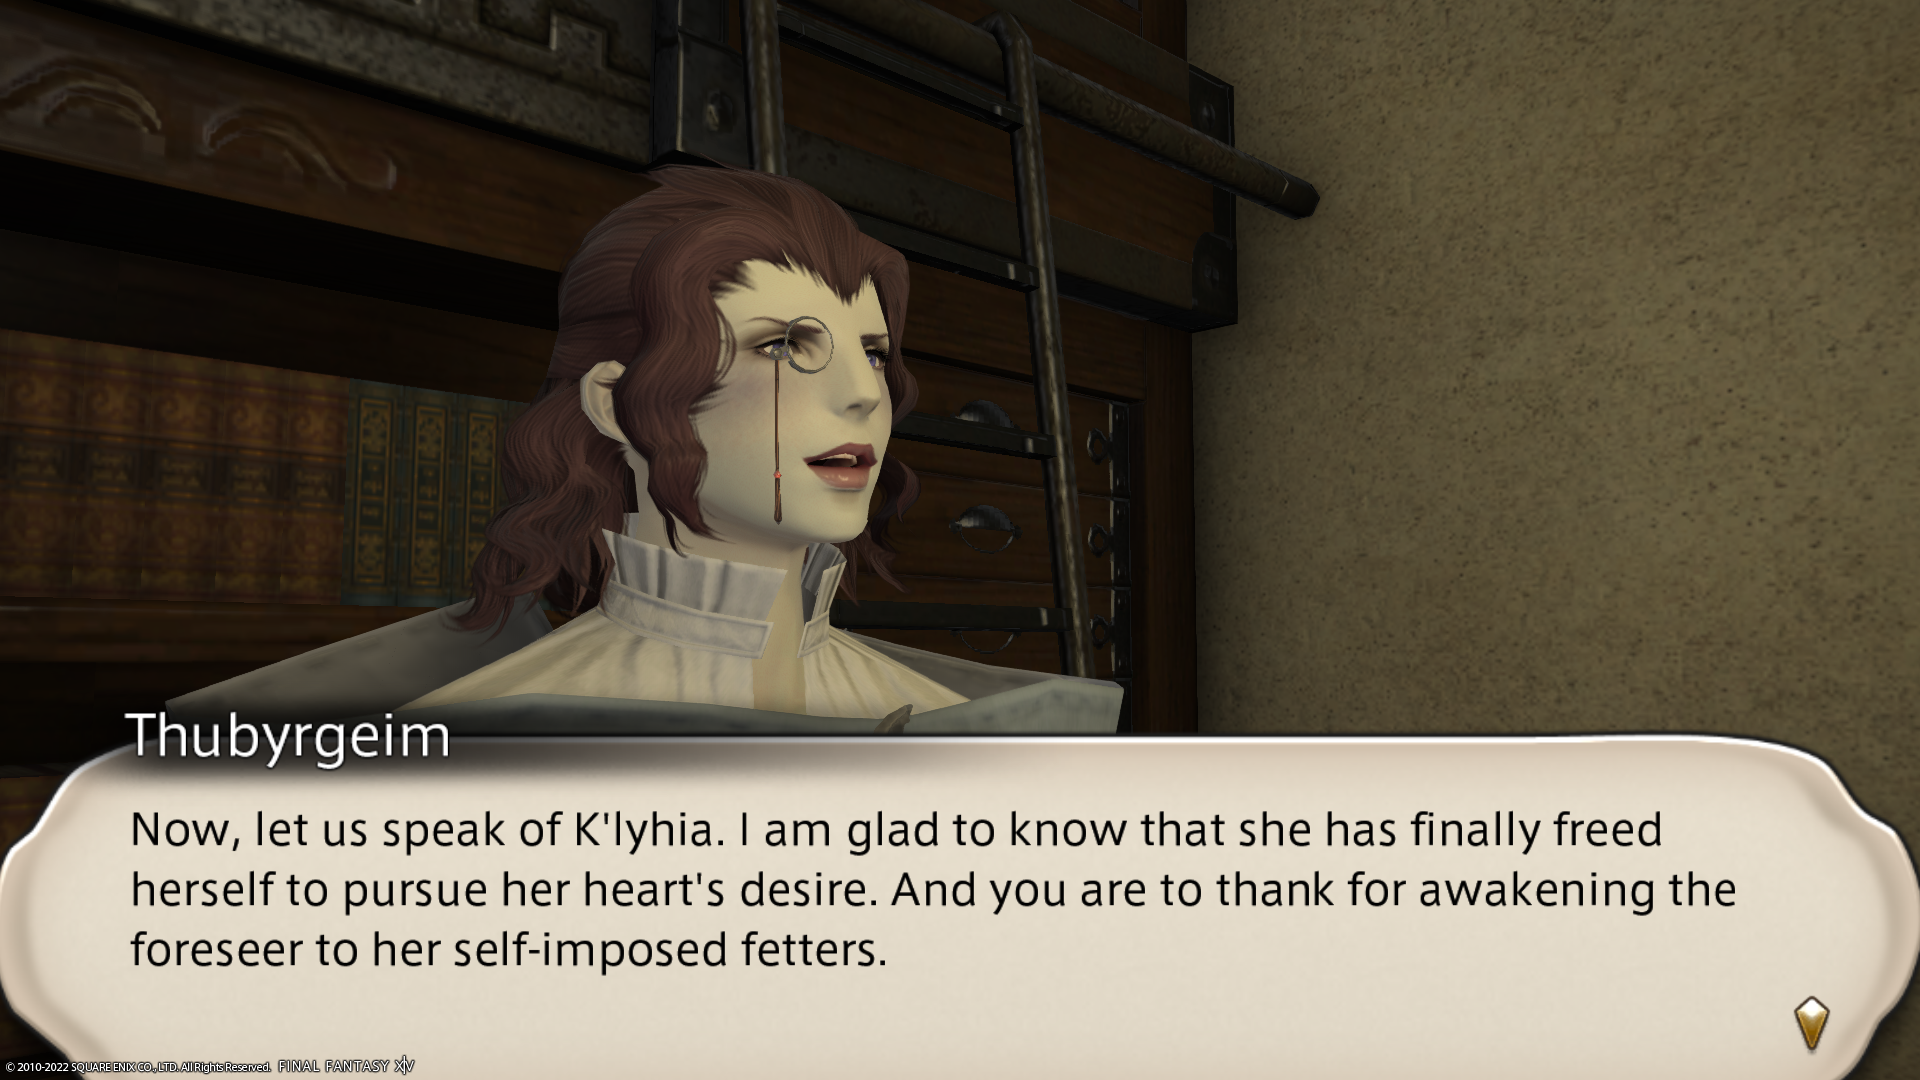 Thubyrgeim
Now, let us speak of K'lyhia. I am glad to know that she has finally freed
herself to pursue her heart's desire. And you are to thank for awakening the
foreseer to her self-imposed fetters.
© 2010-2022 SQUARE ENIX CO., LTD. All Rights Reserved. FINAL FANTASY XIV